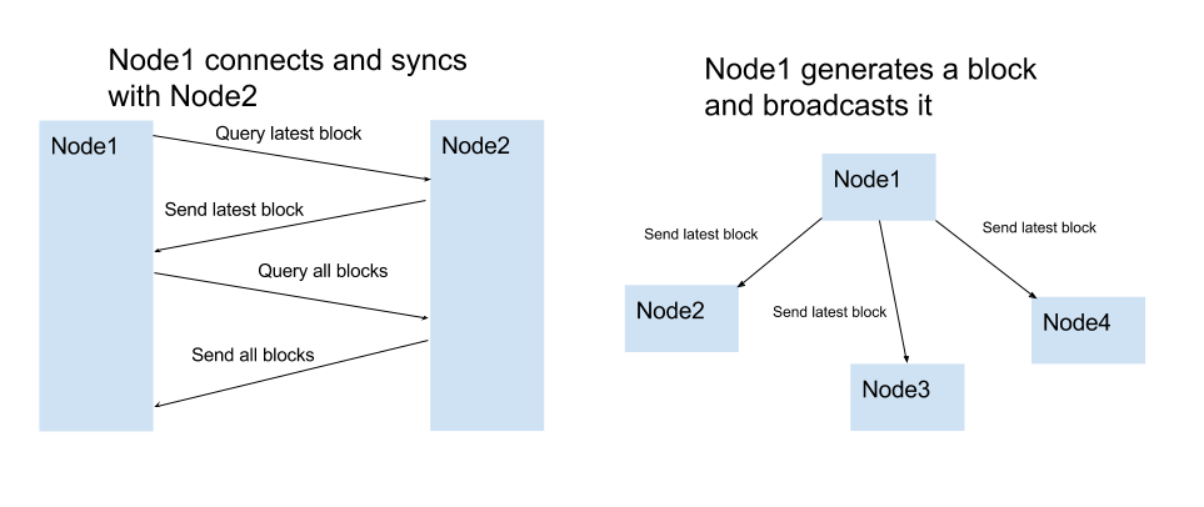 Node1 connects and syncs
with Node2
Node1
Query latest block
Node2
Send latest block
Query all blocks
Send all blocks
Node1 generates a block
and broadcasts it
Node1
Send latest block
Send latest block
Node2
Send latest block
Node4
Node3